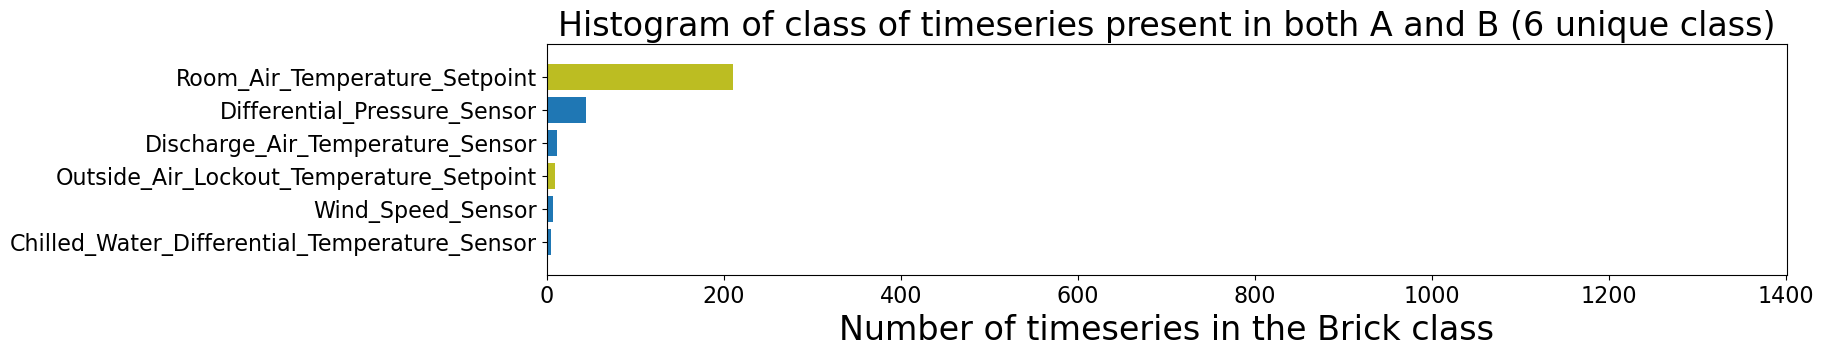 Histogram of class of timeseries present in both A and B (6 unique class)
Room_Air_Temperature_Setpoint
Differential_Pressure_Sensor
Discharge_Air_Temperature_Sensor
Outside_Air_Lockout_Temperature_Setpoint
Wind_Speed_Sensor
Chilled_Water_Differential_Temperature_Sensor
0 200 400 600 800 1000 1200 1400
Number of timeseries in the Brick class